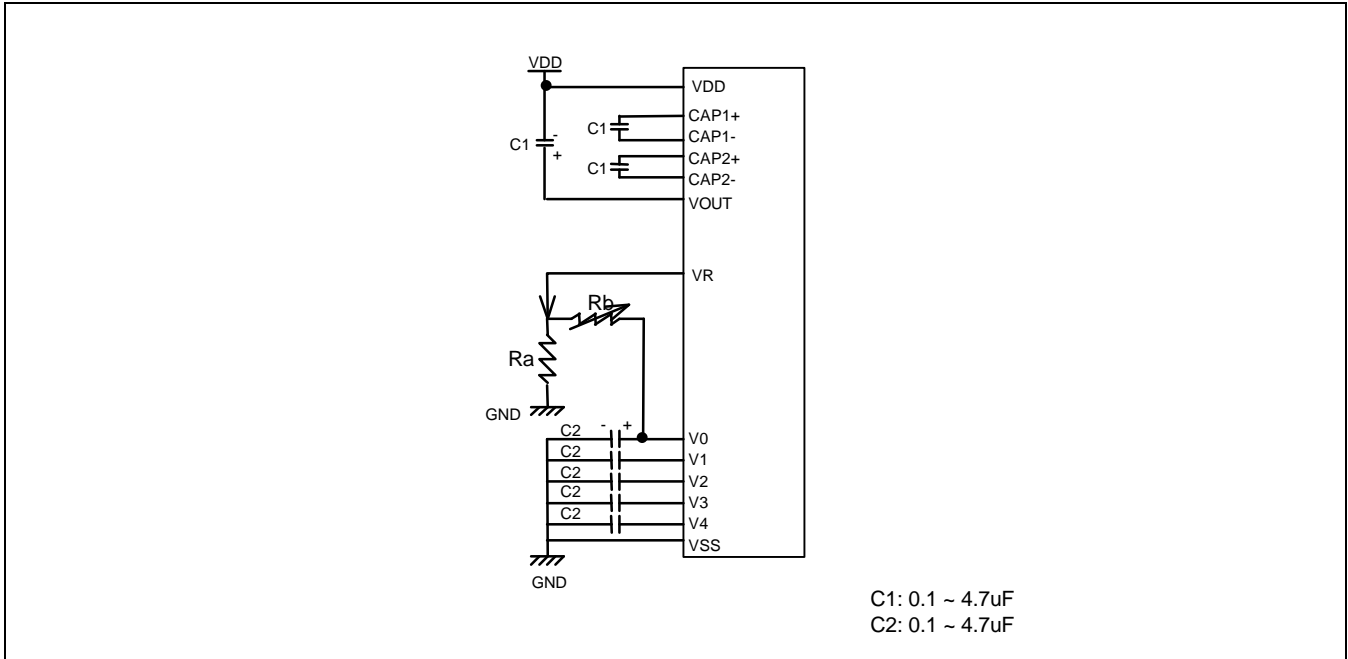 VDD
VDD
CAP1+
C1
CAP1-
-
C1
+
CAP2+
C1
CAP2-
VOUT
VR
Rb
Ra
GND
C2
- +
V0
C2
V1
C2
V2
C2
V3
C2
V4
VSS
GND
C1: 0.1 ~ 4.7uF
C2: 0.1 ~ 4.7uF